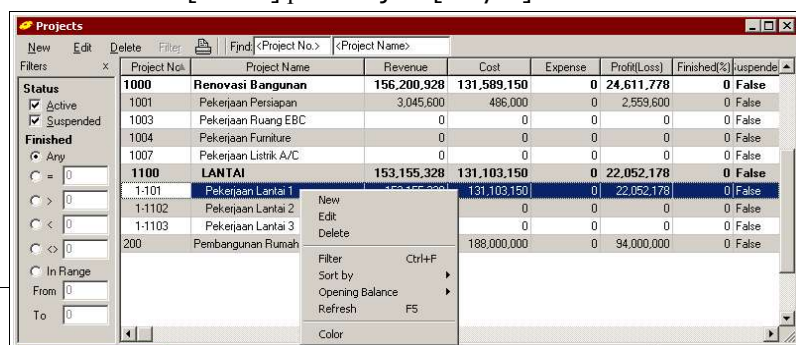 Projects
New Edit Delete Filter Find: <Project No.> <Project Name>
Filters x Project No. Project Name Revenue Cost Expense Profit(Loss) Finished(%) Suspende
Status
Active
Suspended
Finished
Any
= 0
> 0
< 0
<> 0
In Range
From 0
To 0
1000 Renovasi Bangunan 156,200,928 131,589,150 0 24,611,778 0 False
1001 Pekerjaan Persiapan 3,045,600 486,000 0 2,559,600 0 False
1003 Pekerjaan Ruang EBC 0 0 0 0 0 False
1004 Pekerjaan Furniture 0 0 0 0 0 False
1007 Pekerjaan Listrik A/C 0 0 0 0 0 False
1100 LANTAI 153,155,328 131,103,150 0 22,052,178 0 False
1-101 Pekerjaan Lantai 1 153,155,328 131,103,150 0 22,052,178 0 False
1-1102 Pekerjaan Lantai 2 0 0 0 0 False
1-1103 Pekerjaan Lantai 3 0 0 0 0 False
200 Pembangunan Rumah 188,000,000 0 94,000,000 0 False
New
Edit
Delete
Filter Ctrl+F
Sort by
Opening Balance
Refresh F5
Color